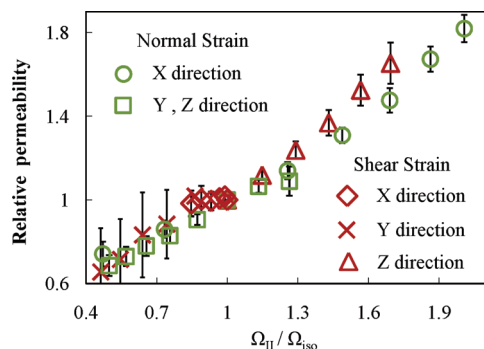 1.8
1.4
1
0.6
Relative permeability
Normal Strain
X direction
Y , Z direction
Shear Strain
X direction
Y direction
Z direction
0.4 0.7 1 1.3 1.6 1.9
Ω_II / Ω_iso